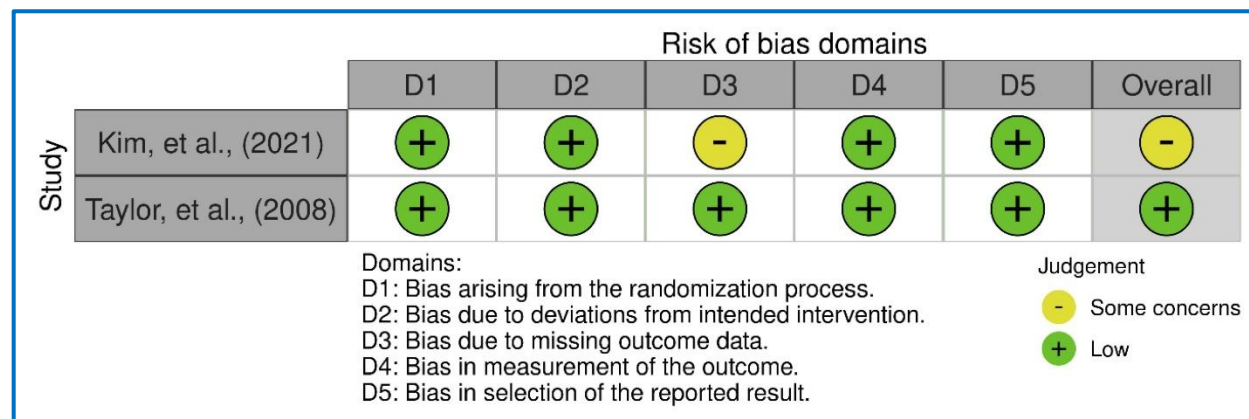 Risk of bias domains
D1 D2 D3 D4 D5 Overall
Study
Kim, et al., (2021) + + - + + -
Taylor, et al., (2008) + + + + + +
Domains:
D1: Bias arising from the randomization process.
D2: Bias due to deviations from intended intervention.
D3: Bias due to missing outcome data.
D4: Bias in measurement of the outcome.
D5: Bias in selection of the reported result.
Judgement
- Some concerns
+ Low